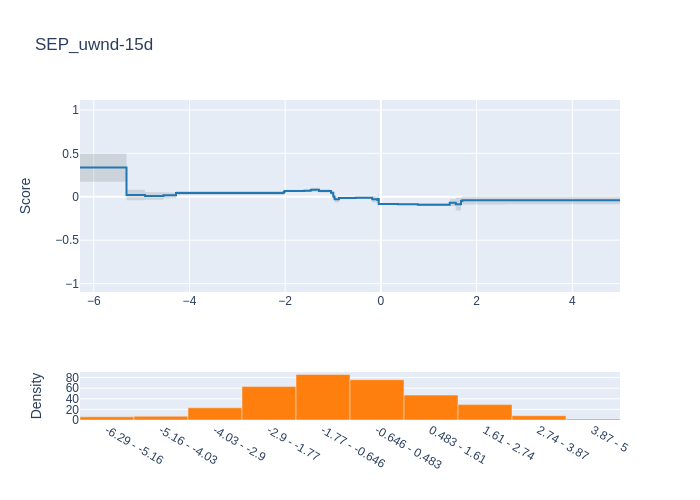 SEP_uwnd-15d
Score
1
0.5
0
−0.5
−1
−6
−4
−2
0
2
4
Density
80
60
40
20
0
-6.29 - -5.16
-5.16 - -4.03
-4.03 - -2.9
-2.9 - -1.77
-1.77 - -0.646
-0.646 - 0.483
0.483 - 1.61
1.61 - 2.74
2.74 - 3.87
3.87 - 5